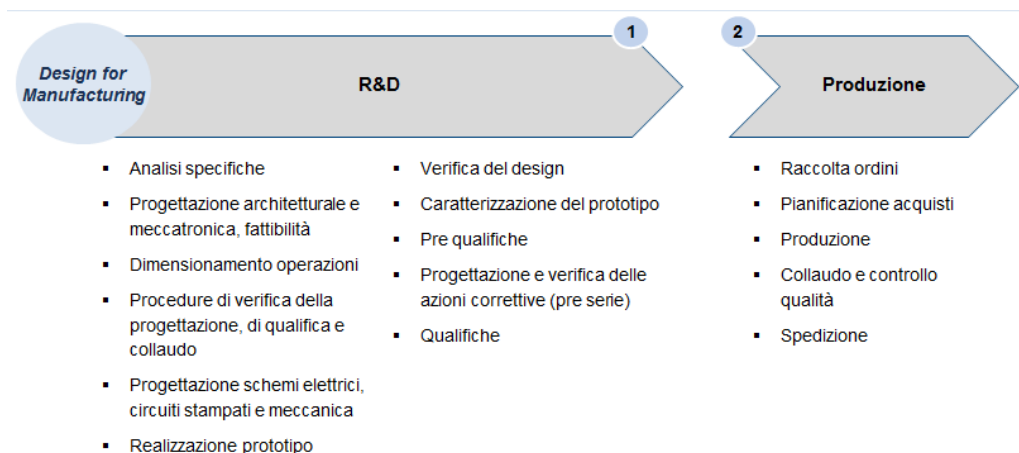 1
2
Design for
Manufacturing
R&D
Produzione
▪ Analisi specifiche
▪ Progettazione architetturale e
meccatronica, fattibilità
▪ Dimensionamento operazioni
▪ Procedure di verifica della
progettazione, di qualifica e
collaudo
▪ Progettazione schemi elettrici,
circuiti stampati e meccanica
▪ Realizzazione prototipo
▪ Verifica del design
▪ Caratterizzazione del prototipo
▪ Pre qualifiche
▪ Progettazione e verifica delle
azioni correttive (pre serie)
▪ Qualifiche
▪ Raccolta ordini
▪ Pianificazione acquisti
▪ Produzione
▪ Collaudo e controllo
qualità
▪ Spedizione